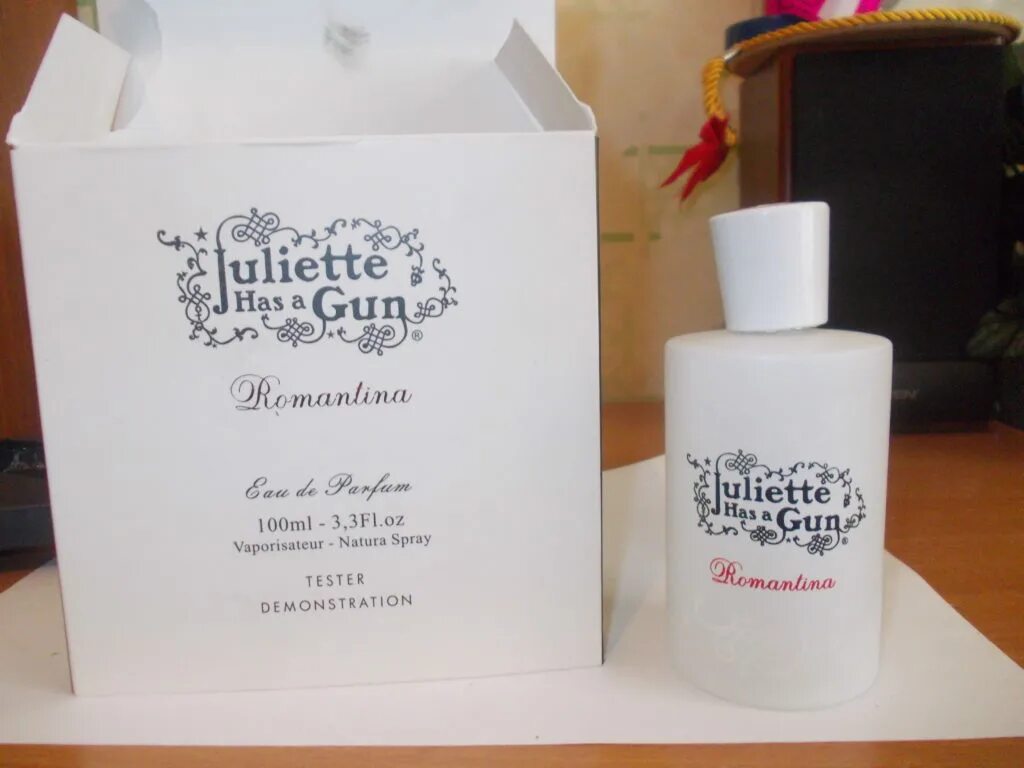 Juliette
Has a Gun®
Romantina
Eau de Parfum
100ml - 3,3Fl.oz
Vaporisateur - Natura Spray
TESTER
DEMONSTRATION
Juliette
Has a Gun®
Romantina